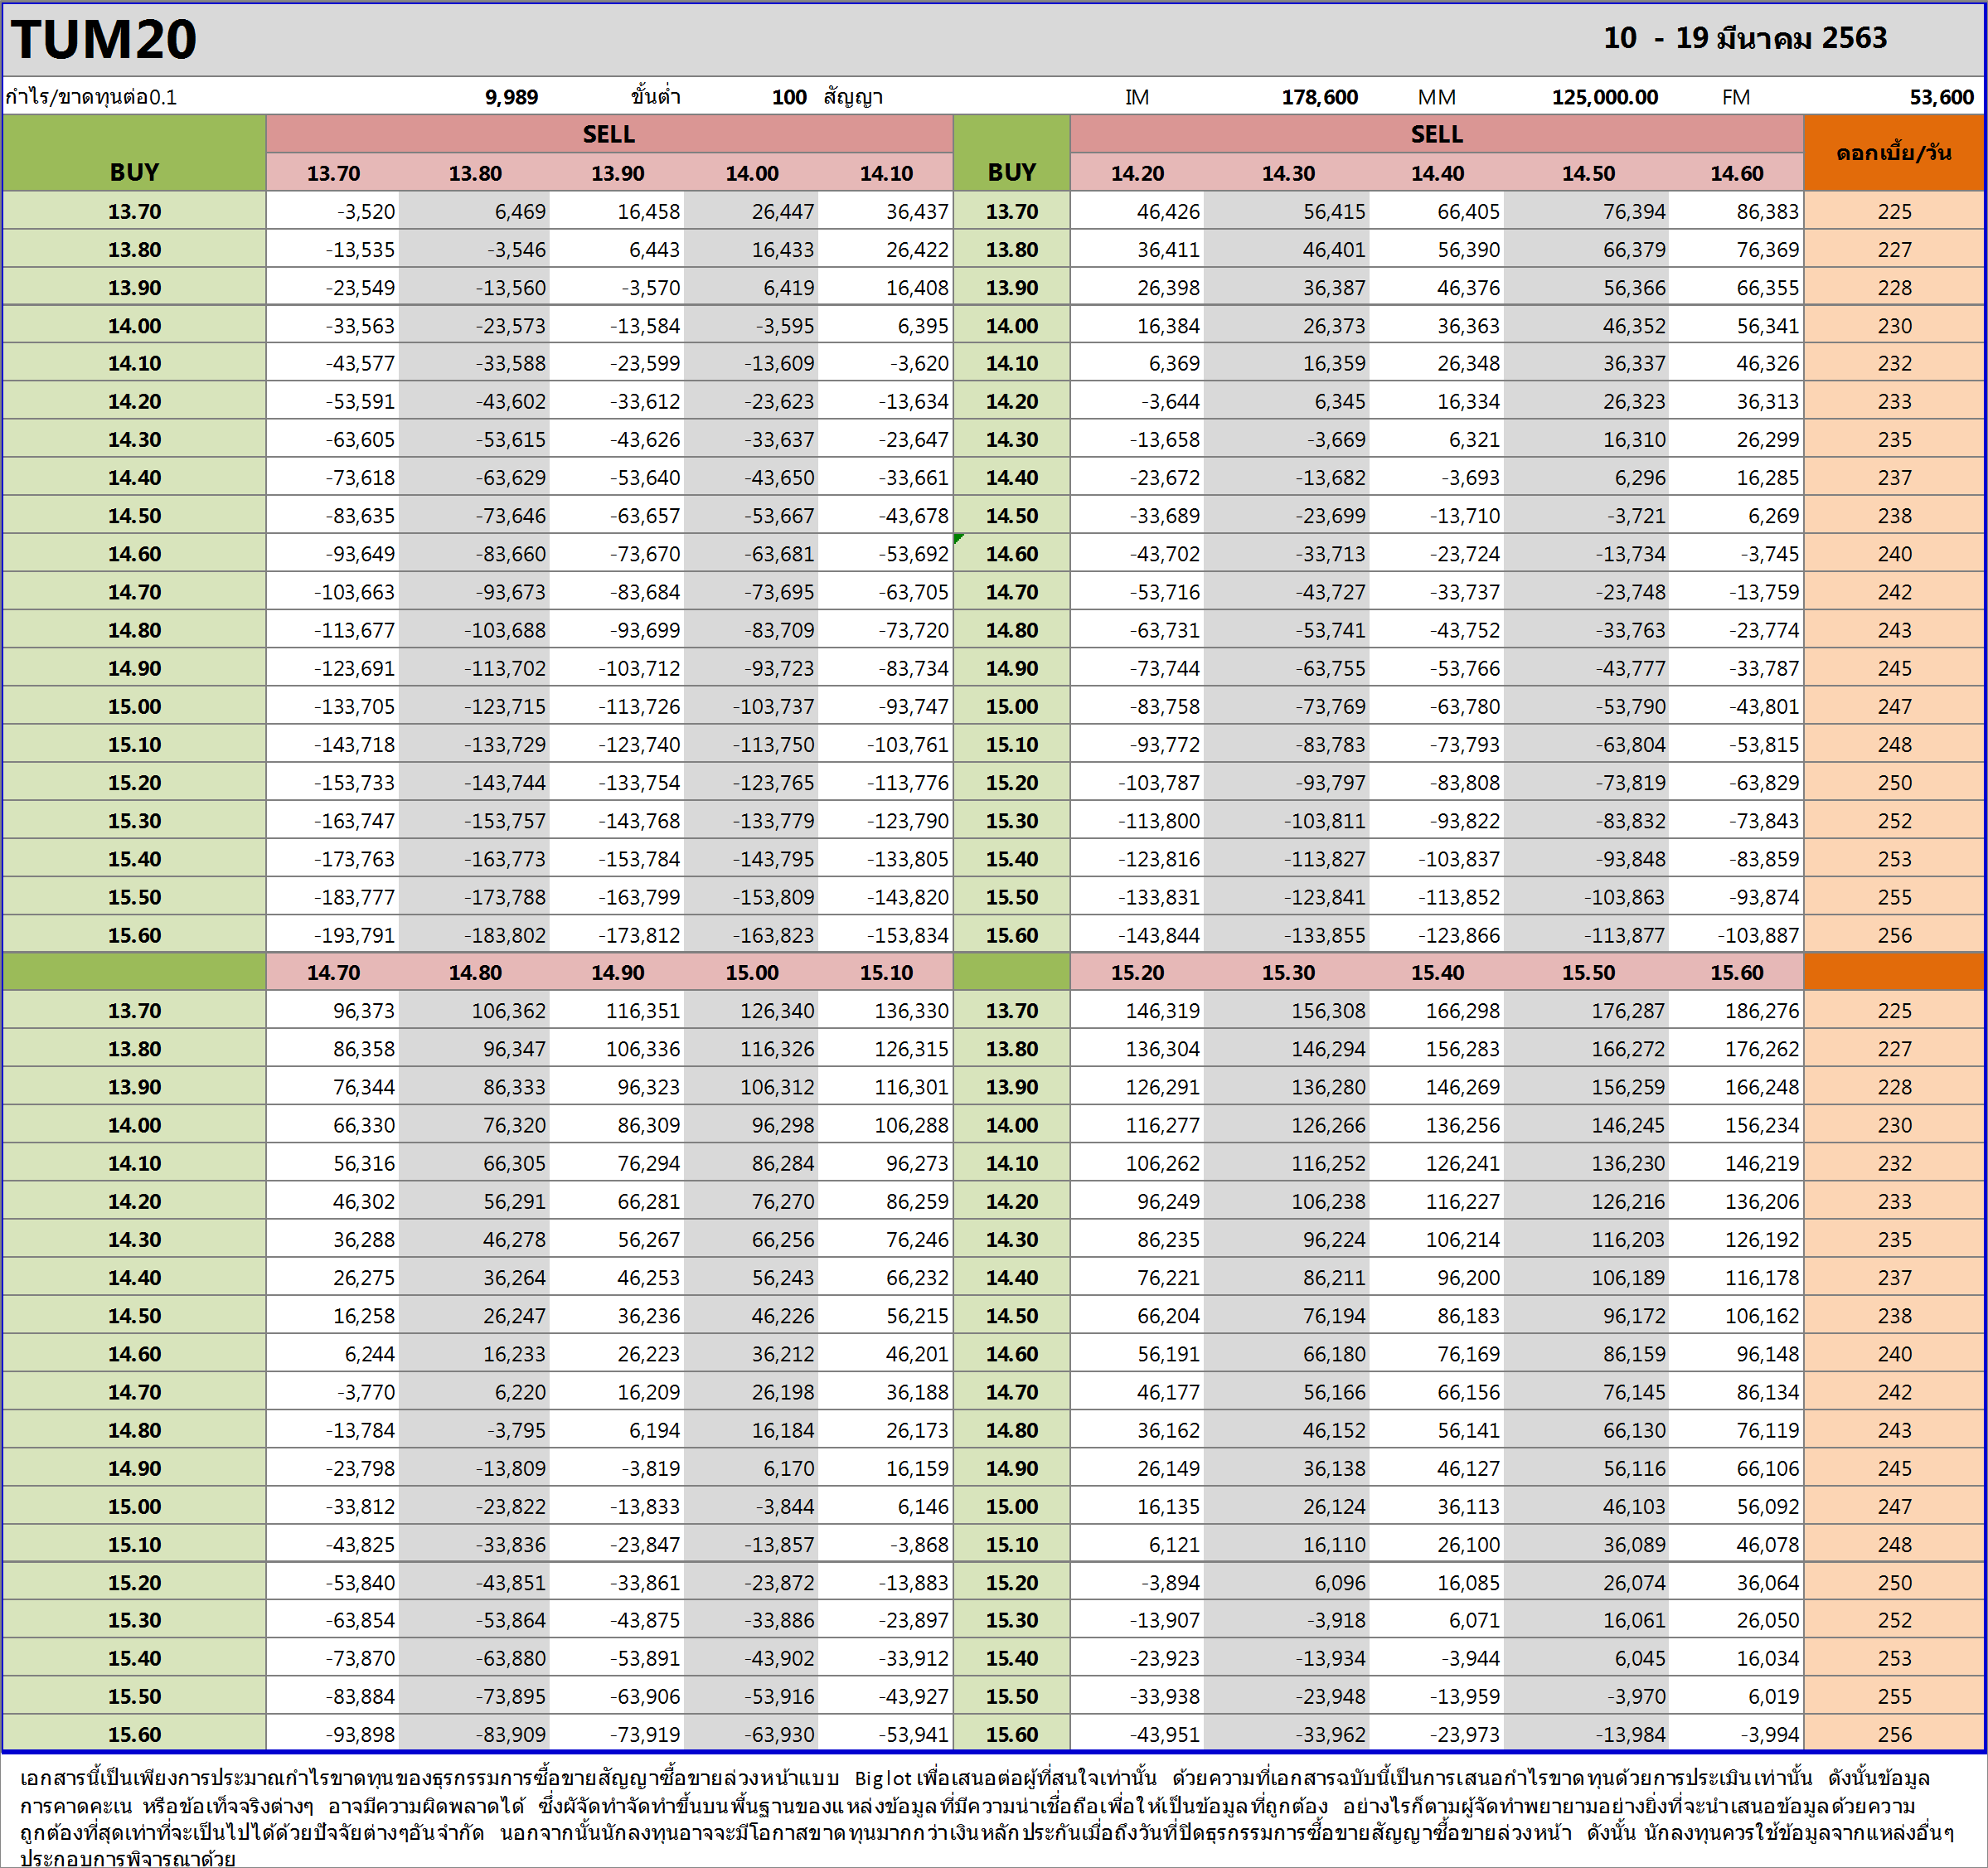 TUM20 10 - 19 มีนาคม 2563
กำไร/ขาดทุนต่อ0.1 9,989 ขั้นต่ำ 100 สัญญา IM 178,600 MM 125,000.00 FM 53,600
SELL SELL
BUY BUY ดอกเบี้ย/วัน
13.70 13.80 13.90 14.00 14.10 14.20 14.30 14.40 14.50 14.60
13.70 -3,520 6,469 16,458 26,447 36,437 13.70 46,426 56,415 66,405 76,394 86,383 225
13.80 -13,535 -3,546 6,443 16,433 26,422 13.80 36,411 46,401 56,390 66,379 76,369 227
13.90 -23,549 -13,560 -3,570 6,419 16,408 13.90 26,398 36,387 46,376 56,366 66,355 228
14.00 -33,563 -23,573 -13,584 -3,595 6,395 14.00 16,384 26,373 36,363 46,352 56,341 230
14.10 -43,577 -33,588 -23,599 -13,609 -3,620 14.10 6,369 16,359 26,348 36,337 46,326 232
14.20 -53,591 -43,602 -33,612 -23,623 -13,634 14.20 -3,644 6,345 16,334 26,323 36,313 233
14.30 -63,605 -53,615 -43,626 -33,637 -23,647 14.30 -13,658 -3,669 6,321 16,310 26,299 235
14.40 -73,618 -63,629 -53,640 -43,650 -33,661 14.40 -23,672 -13,682 -3,693 6,296 16,285 237
14.50 -83,635 -73,646 -63,657 -53,667 -43,678 14.50 -33,689 -23,699 -13,710 -3,721 6,269 238
14.60 -93,649 -83,660 -73,670 -63,681 -53,692 14.60 -43,702 -33,713 -23,724 -13,734 -3,745 240
14.70 -103,663 -93,673 -83,684 -73,695 -63,705 14.70 -53,716 -43,727 -33,737 -23,748 -13,759 242
14.80 -113,677 -103,688 -93,699 -83,709 -73,720 14.80 -63,731 -53,741 -43,752 -33,763 -23,774 243
14.90 -123,691 -113,702 -103,712 -93,723 -83,734 14.90 -73,744 -63,755 -53,766 -43,777 -33,787 245
15.00 -133,705 -123,715 -113,726 -103,737 -93,747 15.00 -83,758 -73,769 -63,780 -53,790 -43,801 247
15.10 -143,718 -133,729 -123,740 -113,750 -103,761 15.10 -93,772 -83,783 -73,793 -63,804 -53,815 248
15.20 -153,733 -143,744 -133,754 -123,765 -113,776 15.20 -103,787 -93,797 -83,808 -73,819 -63,829 250
15.30 -163,747 -153,757 -143,768 -133,779 -123,790 15.30 -113,800 -103,811 -93,822 -83,832 -73,843 252
15.40 -173,763 -163,773 -153,784 -143,795 -133,805 15.40 -123,816 -113,827 -103,837 -93,848 -83,859 253
15.50 -183,777 -173,788 -163,799 -153,809 -143,820 15.50 -133,831 -123,841 -113,852 -103,863 -93,874 255
15.60 -193,791 -183,802 -173,812 -163,823 -153,834 15.60 -143,844 -133,855 -123,866 -113,877 -103,887 256
14.70 14.80 14.90 15.00 15.10 15.20 15.30 15.40 15.50 15.60
13.70 96,373 106,362 116,351 126,340 136,330 13.70 146,319 156,308 166,298 176,287 186,276 225
13.80 86,358 96,347 106,336 116,326 126,315 13.80 136,304 146,294 156,283 166,272 176,262 227
13.90 76,344 86,333 96,323 106,312 116,301 13.90 126,291 136,280 146,269 156,259 166,248 228
14.00 66,330 76,320 86,309 96,298 106,288 14.00 116,277 126,266 136,256 146,245 156,234 230
14.10 56,316 66,305 76,294 86,284 96,273 14.10 106,262 116,252 126,241 136,230 146,219 232
14.20 46,302 56,291 66,281 76,270 86,259 14.20 96,249 106,238 116,227 126,216 136,206 233
14.30 36,288 46,278 56,267 66,256 76,246 14.30 86,235 96,224 106,214 116,203 126,192 235
14.40 26,275 36,264 46,253 56,243 66,232 14.40 76,221 86,211 96,200 106,189 116,178 237
14.50 16,258 26,247 36,236 46,226 56,215 14.50 66,204 76,194 86,183 96,172 106,162 238
14.60 6,244 16,233 26,223 36,212 46,201 14.60 56,191 66,180 76,169 86,159 96,148 240
14.70 -3,770 6,220 16,209 26,198 36,188 14.70 46,177 56,166 66,156 76,145 86,134 242
14.80 -13,784 -3,795 6,194 16,184 26,173 14.80 36,162 46,152 56,141 66,130 76,119 243
14.90 -23,798 -13,809 -3,819 6,170 16,159 14.90 26,149 36,138 46,127 56,116 66,106 245
15.00 -33,812 -23,822 -13,833 -3,844 6,146 15.00 16,135 26,124 36,113 46,103 56,092 247
15.10 -43,825 -33,836 -23,847 -13,857 -3,868 15.10 6,121 16,110 26,100 36,089 46,078 248
15.20 -53,840 -43,851 -33,861 -23,872 -13,883 15.20 -3,894 6,096 16,085 26,074 36,064 250
15.30 -63,854 -53,864 -43,875 -33,886 -23,897 15.30 -13,907 -3,918 6,071 16,061 26,050 252
15.40 -73,870 -63,880 -53,891 -43,902 -33,912 15.40 -23,923 -13,934 -3,944 6,045 16,034 253
15.50 -83,884 -73,895 -63,906 -53,916 -43,927 15.50 -33,938 -23,948 -13,959 -3,970 6,019 255
15.60 -93,898 -83,909 -73,919 -63,930 -53,941 15.60 -43,951 -33,962 -23,973 -13,984 -3,994 256
เอกสารนี้เป็นเพียงการประมาณกำไรขาดทุนของธุรกรรมการซื้อขายสัญญาซื้อขายล่วงหน้าแบบ Biglot เพื่อเสนอต่อผู้ที่สนใจเท่านั้น ด้วยความที่เอกสารฉบับนี้เป็นการเสนอกำไรขาดทุนด้วยการประเมินเท่านั้น ดังนั้นข้อมูล
การคาดคะเน หรือข้อเท็จจริงต่างๆ อาจมีความผิดพลาดได้ ซึ่งผัจัดทำจัดทำขึ้นบนพื้นฐานของแหล่งข้อมูลที่มีความน่าเชื่อถือเพื่อให้เป็นข้อมูลที่ถูกต้อง อย่างไรก็ตามผู้จัดทำพยายามอย่างยิ่งที่จะนำเสนอข้อมูลด้วยความ
ถูกต้องที่สุดเท่าที่จะเป็นไปได้ด้วยปัจจัยต่างๆอันจำกัด นอกจากนั้นนักลงทุนอาจจะมีโอกาสขาดทุนมากกว่าเงินหลักประกันเมื่อถึงวันที่ปิดธุรกรรมการซื้อขายสัญญาซื้อขายล่วงหน้า ดังนั้น นักลงทุนควรใช้ข้อมูลจากแหล่งอื่นๆ
ประกอบการพิจารณาด้วย